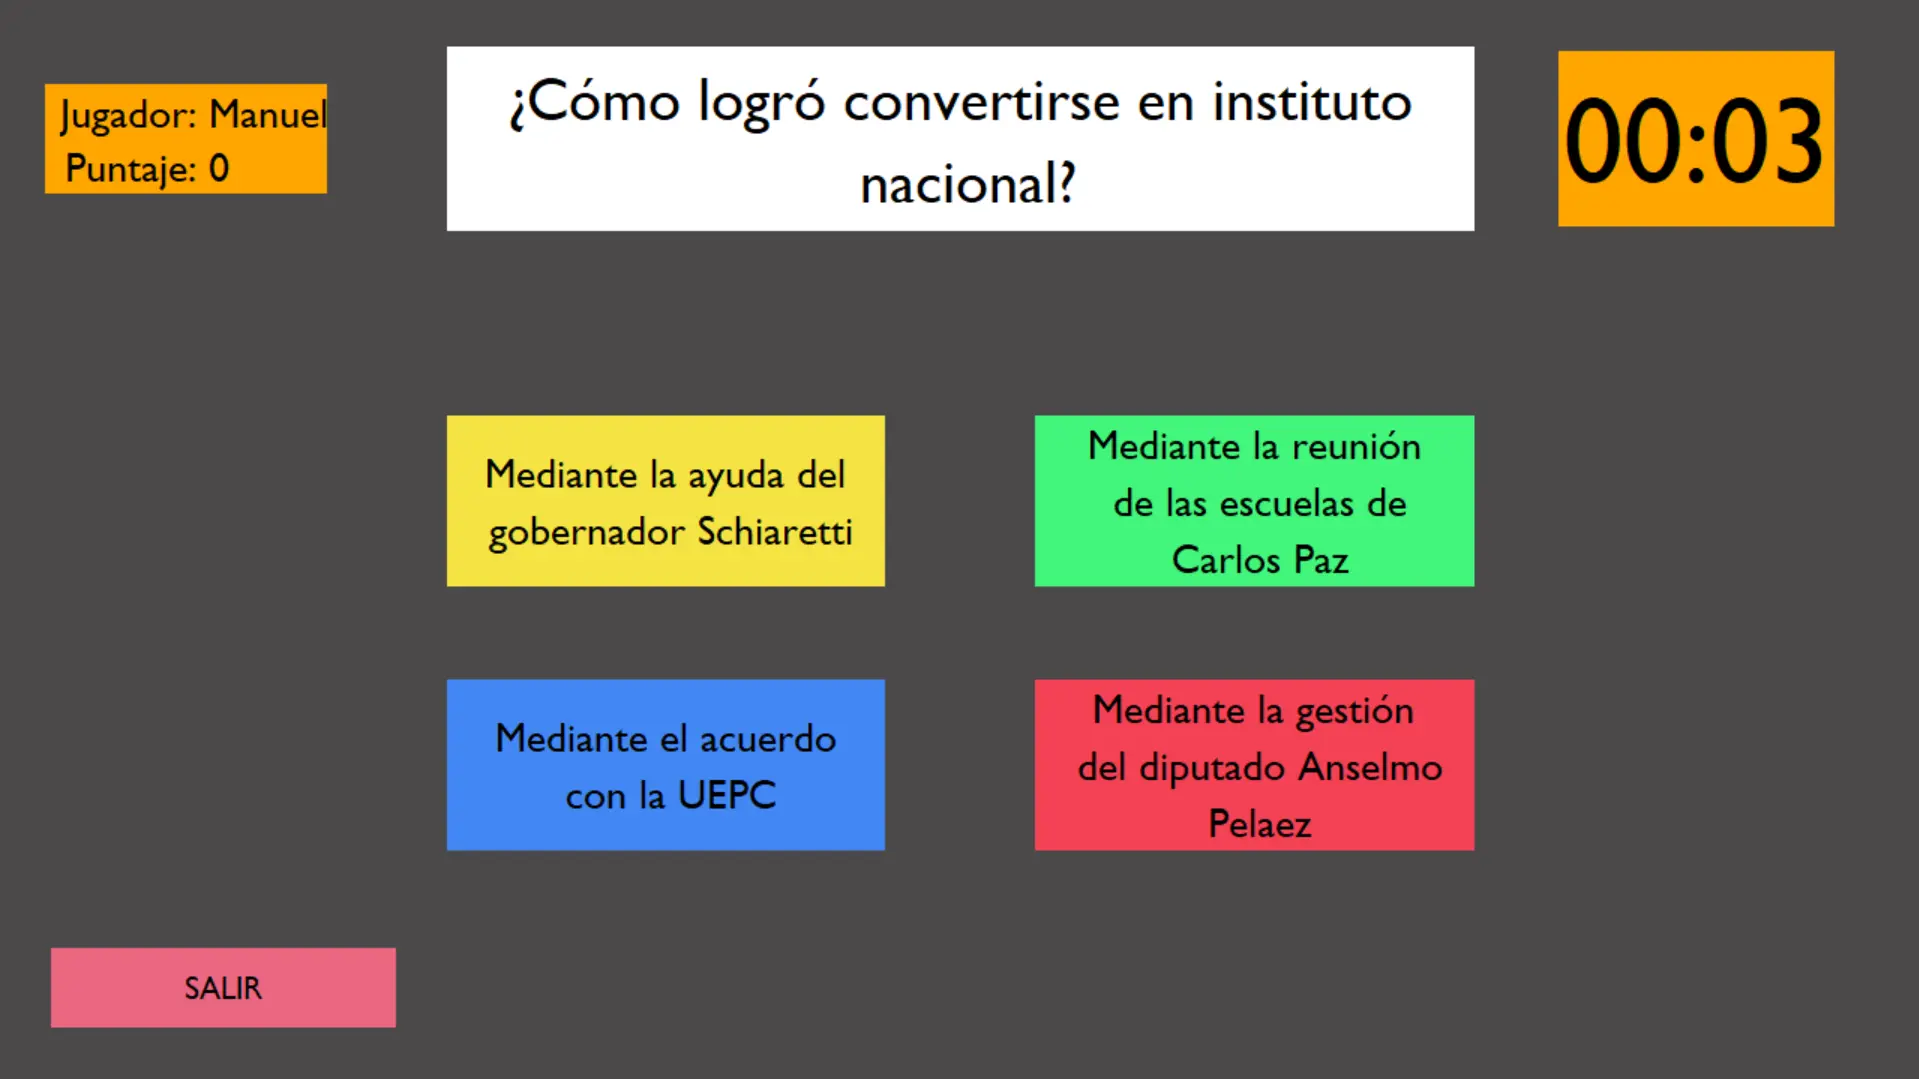 Jugador: Manuel
Puntaje: 0
¿Cómo logró convertirse en instituto
nacional?
00:03
Mediante la ayuda del
gobernador Schiaretti
Mediante la reunión
de las escuelas de
Carlos Paz
Mediante el acuerdo
con la UEPC
Mediante la gestión
del diputado Anselmo
Pelaez
SALIR